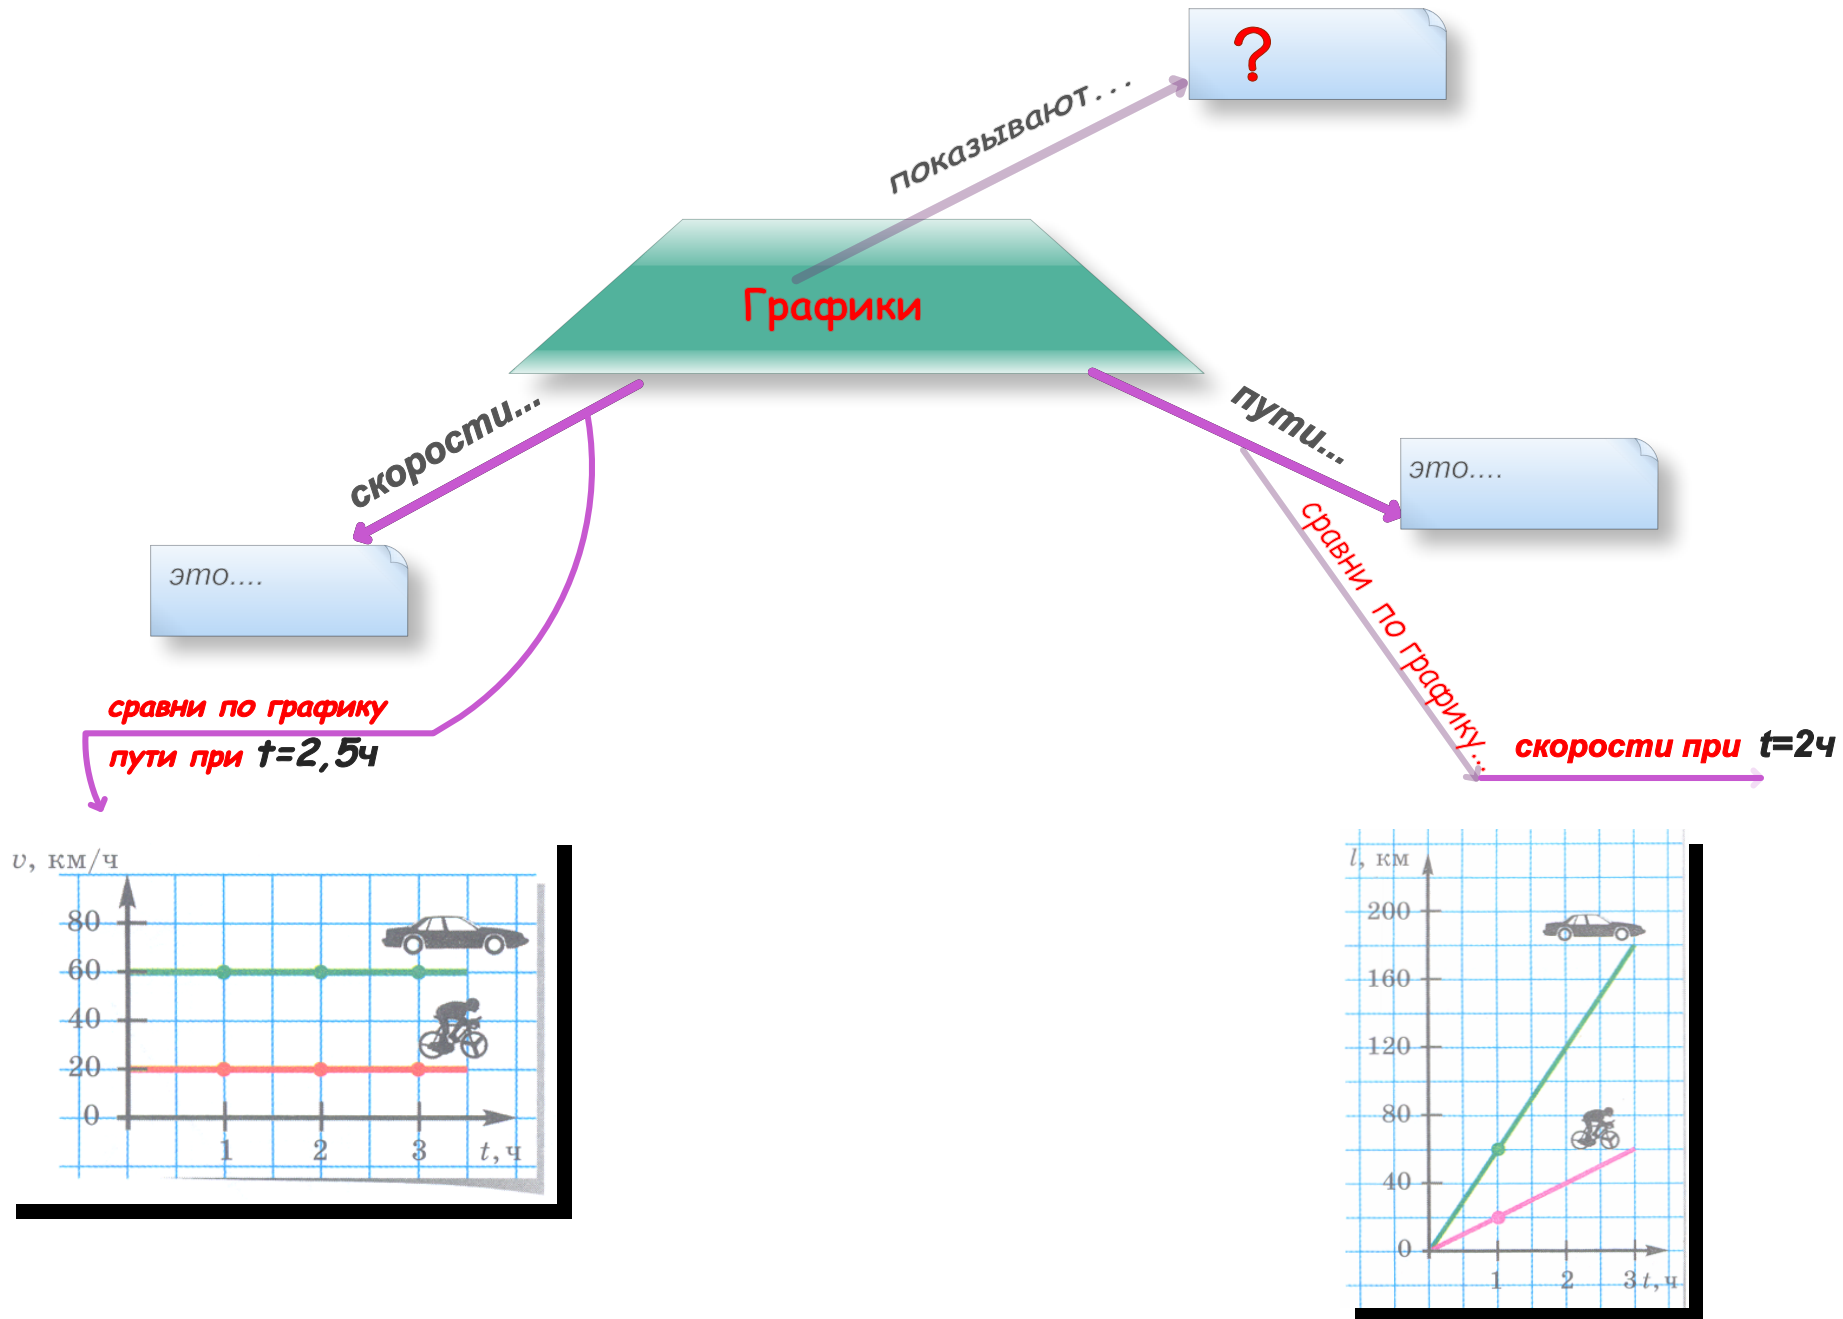 ?
показывают...
Графики
скорости...
пути...
это....
это....
сравни по графику...
сравни по графику
пути при t=2,5ч
скорости при t=2ч
v, км/ч
80
60
40
20
0
1 2 3 t, ч
l, км
200
160
120
80
40
0
1 2 3 t, ч